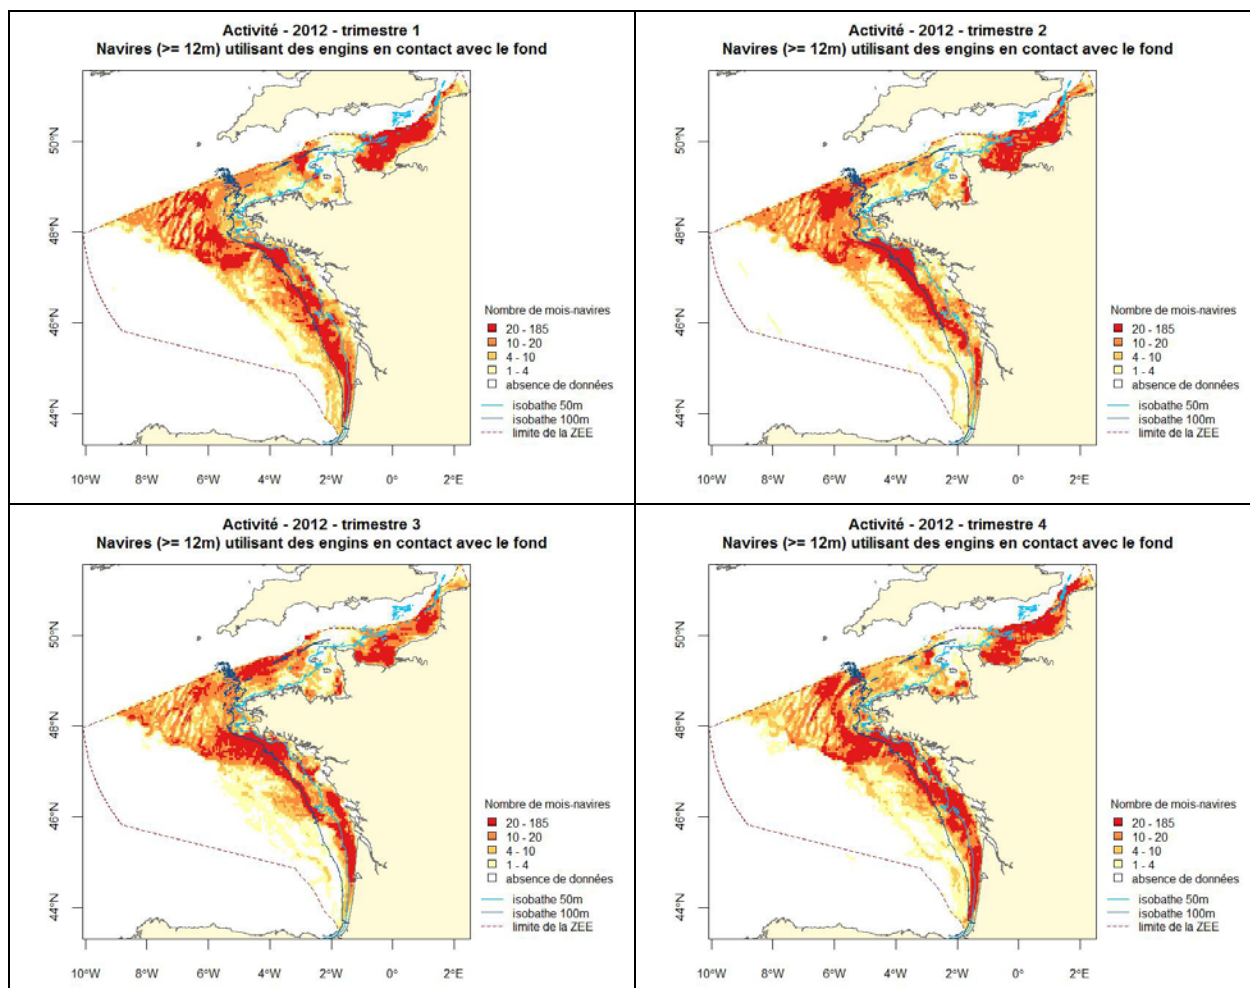 Activité - 2012 - trimestre 1
Navires (>= 12m) utilisant des engins en contact avec le fond
50°N
48°N
46°N
44°N
Nombre de mois-navires
20 - 185
10 - 20
4 - 10
1 - 4
absence de données
isobathe 50m
isobathe 100m
limite de la ZEE
10°W 8°W 6°W 4°W 2°W 0° 2°E
Activité - 2012 - trimestre 2
Navires (>= 12m) utilisant des engins en contact avec le fond
50°N
48°N
46°N
44°N
Nombre de mois-navires
20 - 185
10 - 20
4 - 10
1 - 4
absence de données
isobathe 50m
isobathe 100m
limite de la ZEE
10°W 8°W 6°W 4°W 2°W 0° 2°E
Activité - 2012 - trimestre 3
Navires (>= 12m) utilisant des engins en contact avec le fond
50°N
48°N
46°N
44°N
Nombre de mois-navires
20 - 185
10 - 20
4 - 10
1 - 4
absence de données
isobathe 50m
isobathe 100m
limite de la ZEE
10°W 8°W 6°W 4°W 2°W 0° 2°E
Activité - 2012 - trimestre 4
Navires (>= 12m) utilisant des engins en contact avec le fond
50°N
48°N
46°N
44°N
Nombre de mois-navires
20 - 185
10 - 20
4 - 10
1 - 4
absence de données
isobathe 50m
isobathe 100m
limite de la ZEE
10°W 8°W 6°W 4°W 2°W 0° 2°E